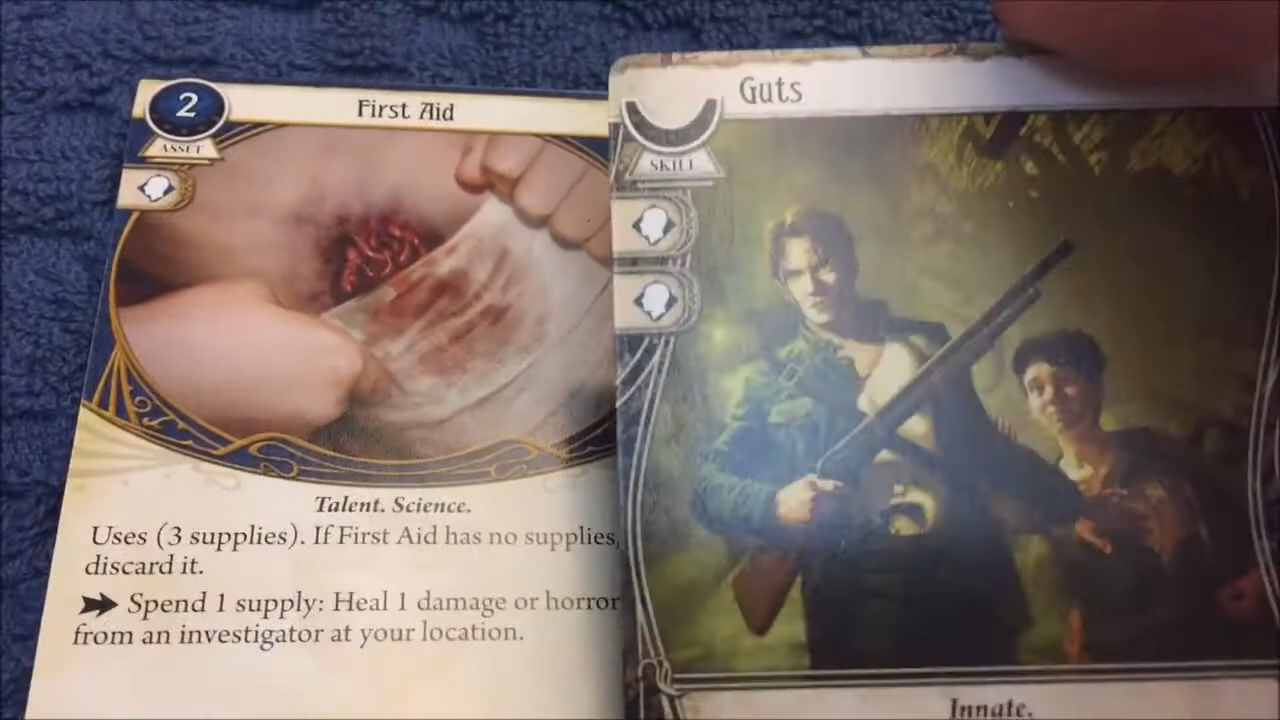 2
First Aid
ASSET
Talent. Science.
Uses (3 supplies). If First Aid has no supplies,
discard it.
Spend 1 supply: Heal 1 damage or horror
from an investigator at your location.
Guts
SKILL
Innate.